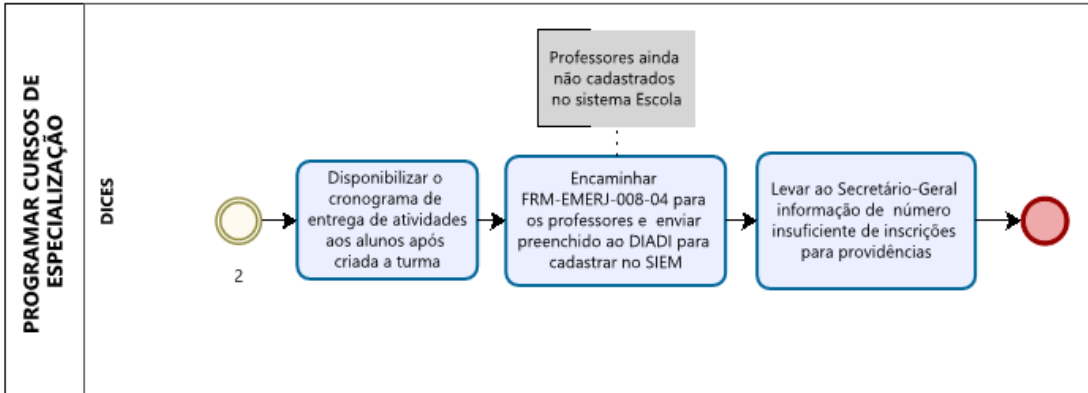 PROGRAMAR CURSOS DE
ESPECIALIZAÇÃO
DICES
2
Disponibilizar o
cronograma de
entrega de atividades
aos alunos após
criada a turma
Professores ainda
não cadastrados
no sistema Escola
Encaminhar
FRM-EMERJ-008-04 para
os professores e enviar
preenchido ao DIADI para
cadastrar no SIEM
Levar ao Secretário-Geral
informação de número
insuficiente de inscrições
para providências